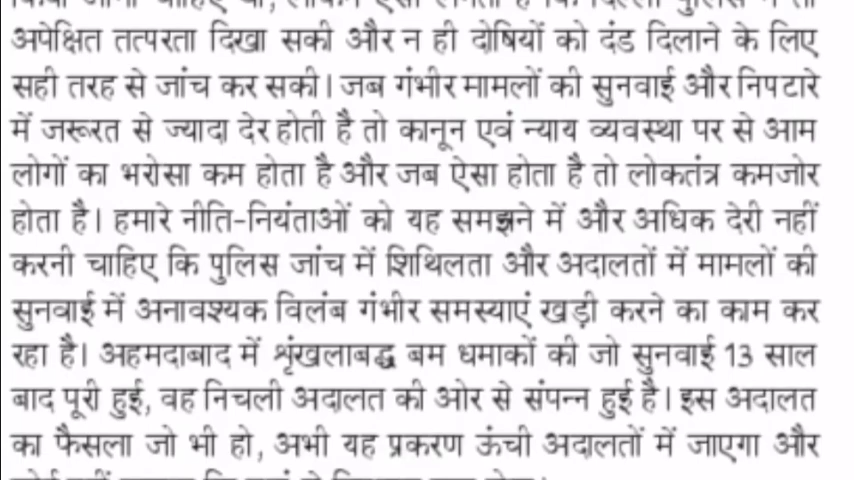 अपेक्षित तत्परता दिखा सकी और न ही दोषियों को दंड दिलाने के लिए
सही तरह से जांच कर सकी। जब गंभीर मामलों की सुनवाई और निपटारे
में जरूरत से ज्यादा देर होती है तो कानून एवं न्याय व्यवस्था पर से आम
लोगों का भरोसा कम होता है और जब ऐसा होता है तो लोकतंत्र कमजोर
होता है। हमारे नीति-नियंताओं को यह समझने में और अधिक देरी नहीं
करनी चाहिए कि पुलिस जांच में शिथिलता और अदालतों में मामलों की
सुनवाई में अनावश्यक विलंब गंभीर समस्याएं खड़ी करने का काम कर
रहा है। अहमदाबाद में श्रृंखलाबद्ध बम धमाकों की जो सुनवाई 13 साल
बाद पूरी हुई, वह निचली अदालत की ओर से संपन्न हुई है। इस अदालत
का फैसला जो भी हो, अभी यह प्रकरण ऊंची अदालतों में जाएगा और